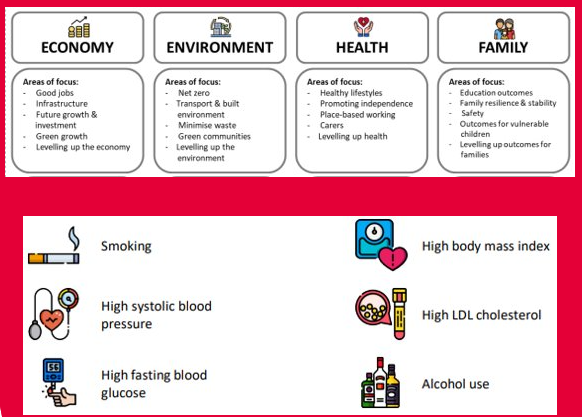 ECONOMY
Areas of focus:
- Good jobs
- Infrastructure
- Future growth &
investment
- Green growth
- Levelling up the economy
ENVIRONMENT
Areas of focus:
- Net zero
- Transport & built
environment
- Minimise waste
- Green communities
- Levelling up the
environment
HEALTH
Areas of focus:
- Healthy lifestyles
- Promoting independence
- Place-based working
- Carers
- Levelling up health
FAMILY
Areas of focus:
- Education outcomes
- Family resilience & stability
- Safety
- Outcomes for vulnerable
children
- Levelling up outcomes for
families
Smoking
High body mass index
High systolic blood
pressure
High LDL cholesterol
High fasting blood
glucose
Alcohol use